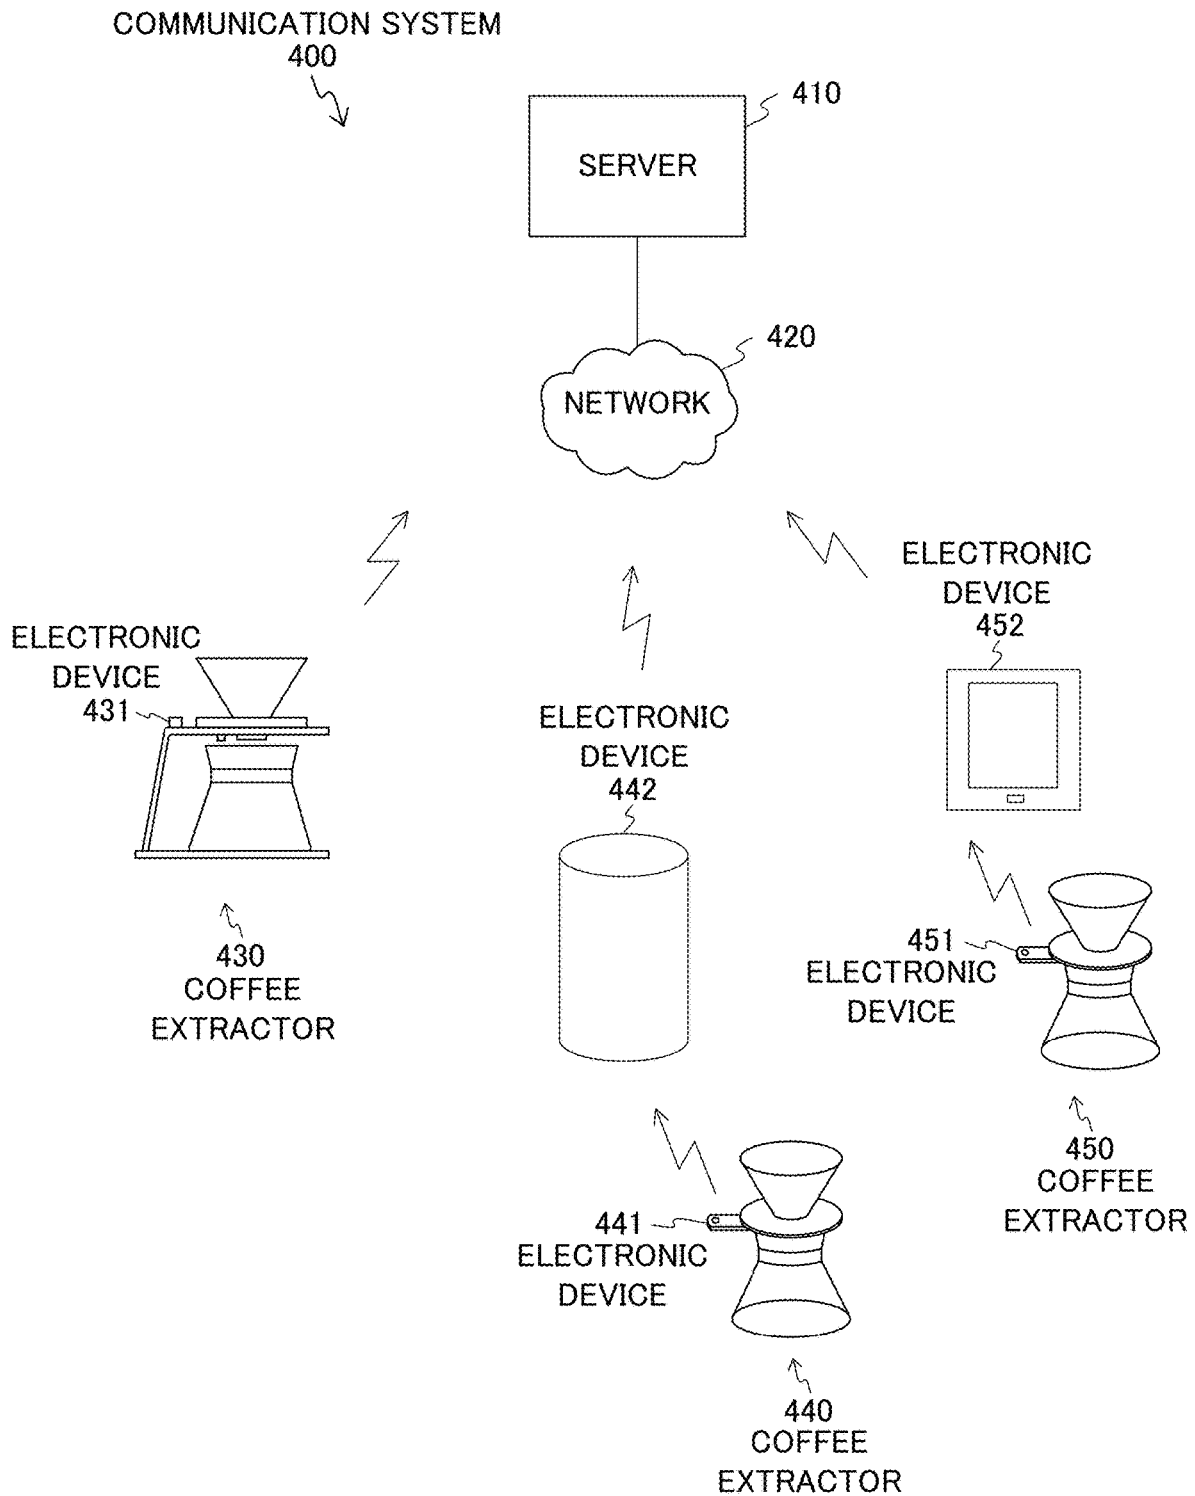 COMMUNICATION SYSTEM
400
410
SERVER
420
NETWORK
ELECTRONIC
DEVICE
452
ELECTRONIC
DEVICE
431
ELECTRONIC
DEVICE
442
430
COFFEE
EXTRACTOR
451
ELECTRONIC
DEVICE
450
COFFEE
EXTRACTOR
441
ELECTRONIC
DEVICE
440
COFFEE
EXTRACTOR